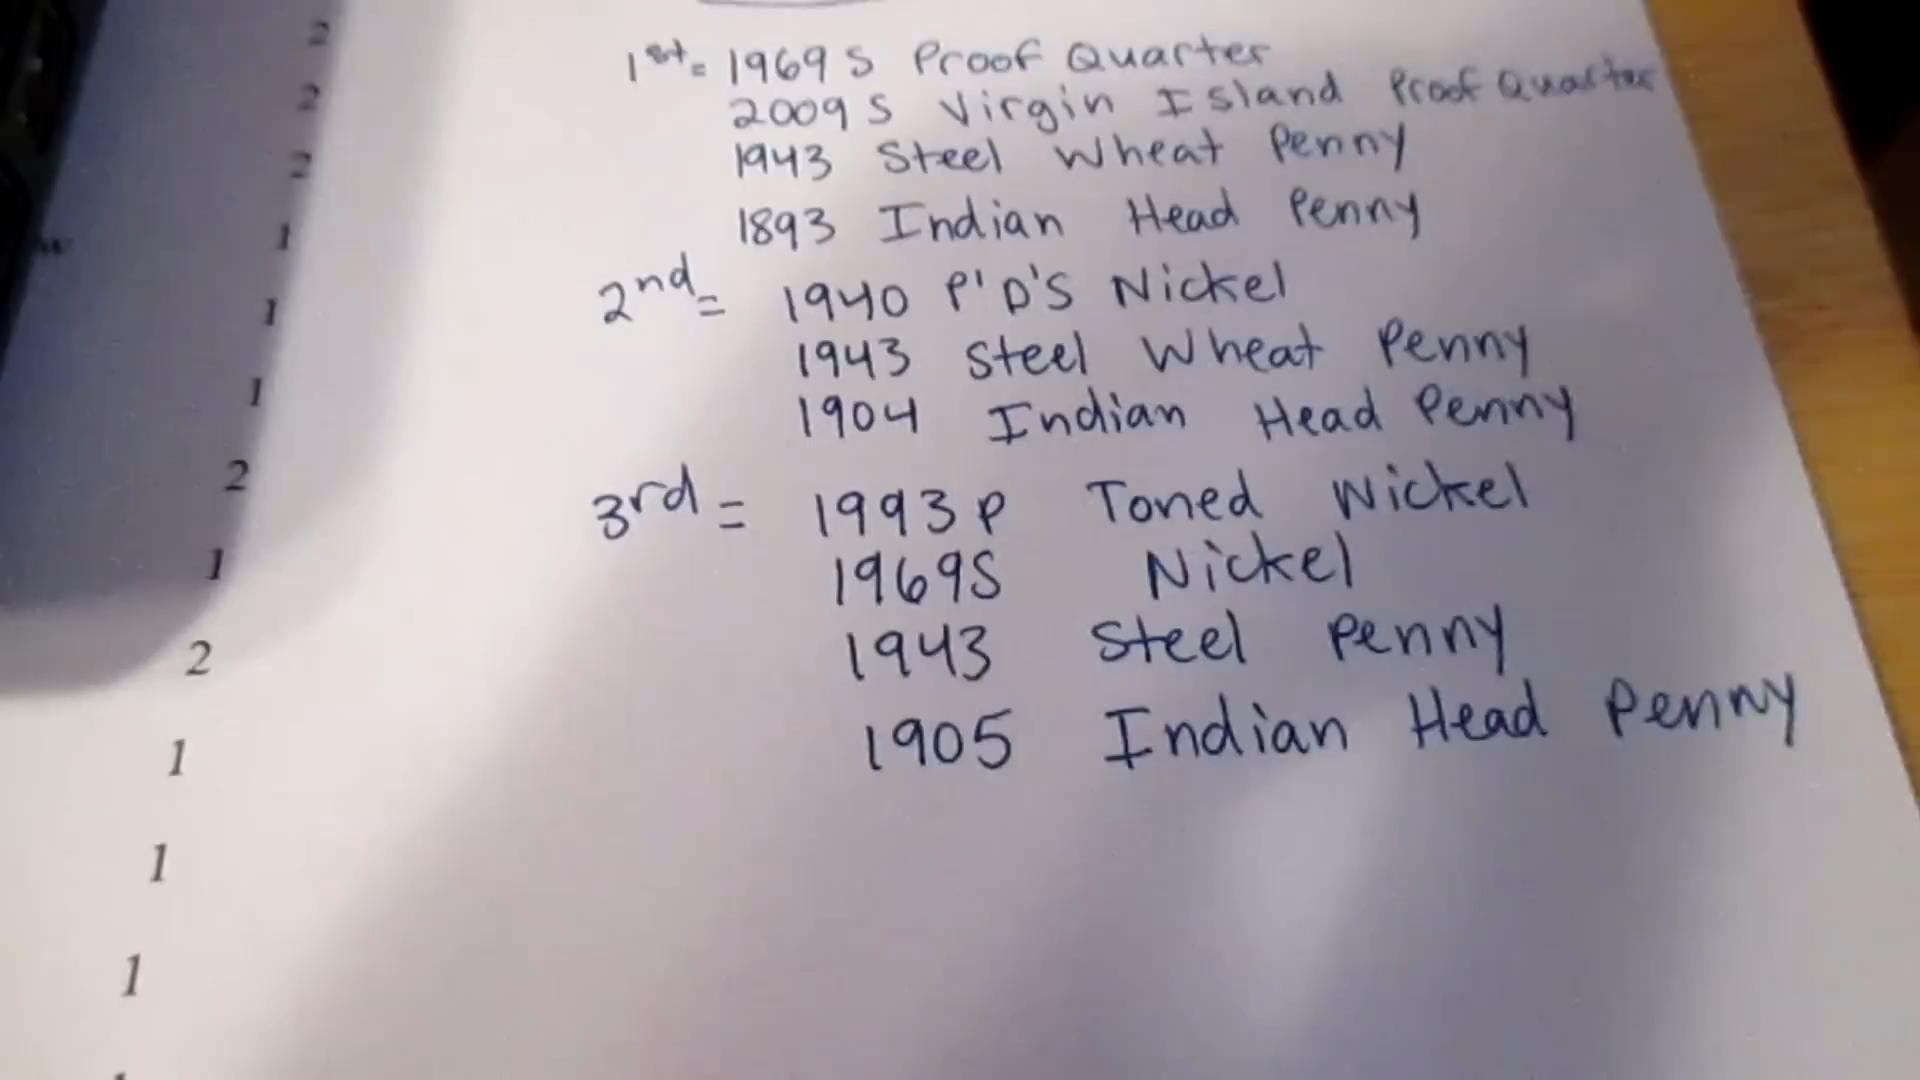 1st = 1969 S Proof Quarter
2009 S Virgin Island Proof Quarter
1943 Steel Wheat Penny
1893 Indian Head Penny
2nd = 1940 P'D'S Nickel
1943 Steel Wheat Penny
1904 Indian Head Penny
3rd = 1993 P Toned Nickel
1969S Nickel
1943 Steel Penny
1905 Indian Head Penny
2
2
2
1
1
1
2
1
2
1
1
1